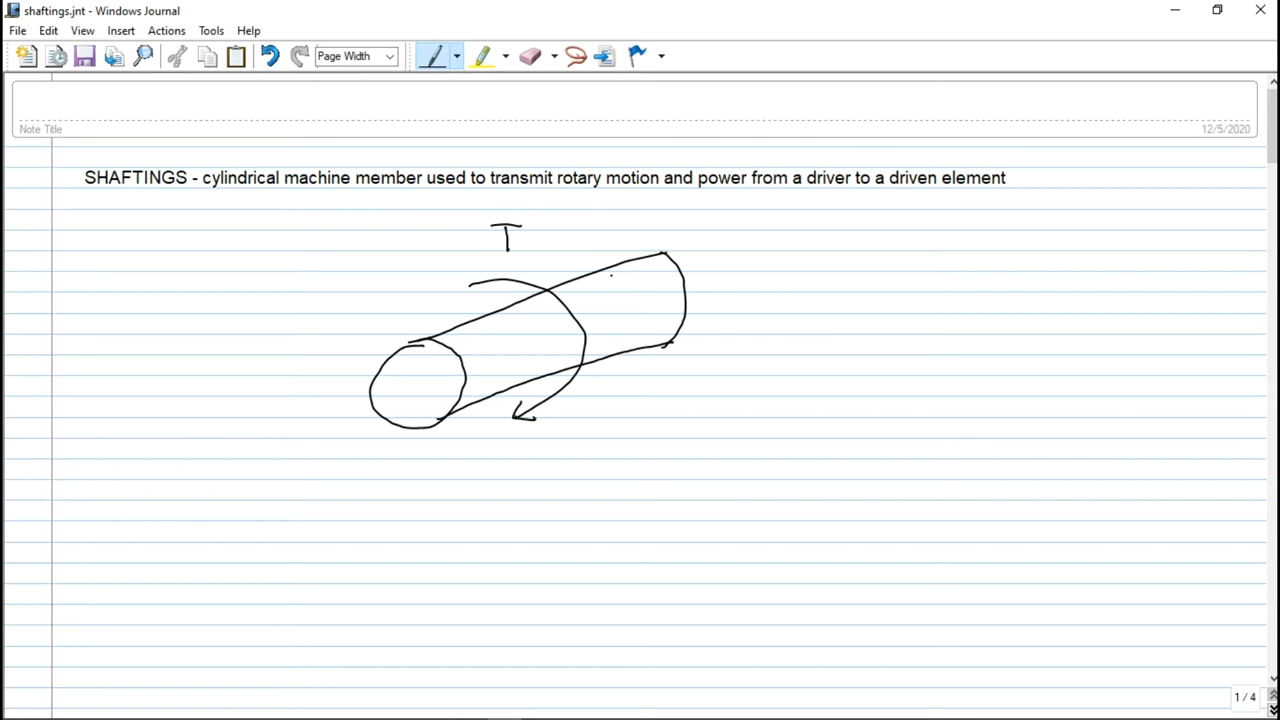 shaftings.jnt - Windows Journal
File Edit View Insert Actions Tools Help
Page Width
Note Title
12/5/2020
SHAFTINGS - cylindrical machine member used to transmit rotary motion and power from a driver to a driven element
T
1 / 4